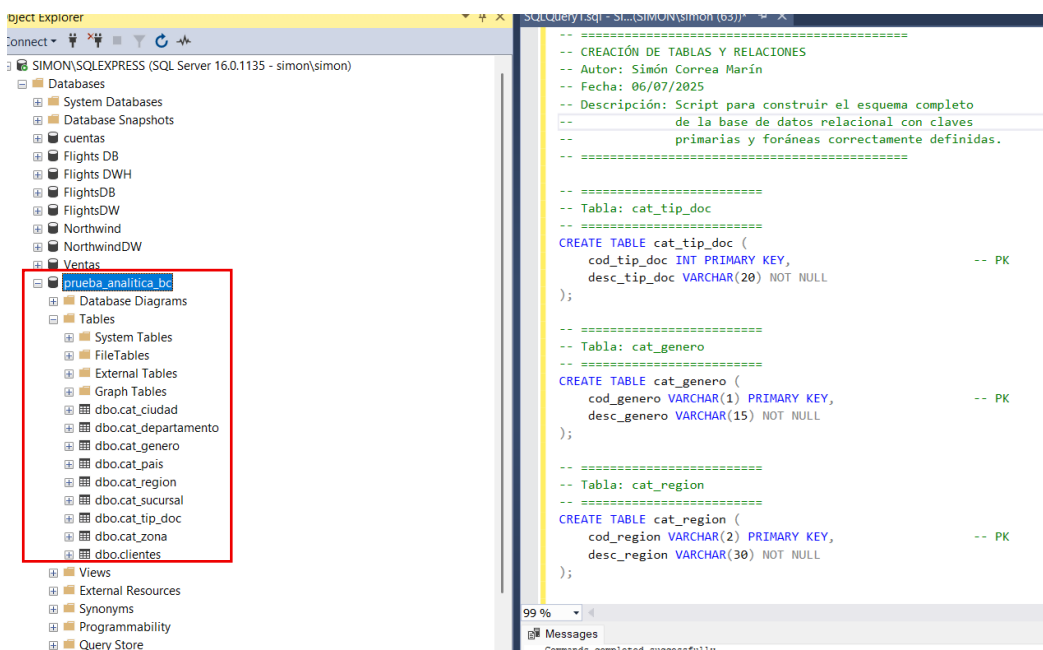 Object Explorer
Connect
SIMON\SQLEXPRESS (SQL Server 16.0.1135 - simon\simon)
Databases
System Databases
Database Snapshots
cuentas
Flights DB
Flights DWH
FlightsDB
FlightsDW
Northwind
NorthwindDW
Ventas
prueba_analitica_bc
Database Diagrams
Tables
System Tables
FileTables
External Tables
Graph Tables
dbo.cat_ciudad
dbo.cat_departamento
dbo.cat_genero
dbo.cat_pais
dbo.cat_region
dbo.cat_sucursal
dbo.cat_tip_doc
dbo.cat_zona
dbo.clientes
Views
External Resources
Synonyms
Programmability
Query Store
SQLQuery1.sql - SI...(SIMON\simon (63))*
-- =============================================
-- CREACIÓN DE TABLAS Y RELACIONES
-- Autor: Simón Correa Marín
-- Fecha: 06/07/2025
-- Descripción: Script para construir el esquema completo
-- de la base de datos relacional con claves
-- primarias y foráneas correctamente definidas.
-- =============================================
-- =========================
-- Tabla: cat_tip_doc
-- =========================
CREATE TABLE cat_tip_doc (
cod_tip_doc INT PRIMARY KEY, -- PK
desc_tip_doc VARCHAR(20) NOT NULL
);
-- =========================
-- Tabla: cat_genero
-- =========================
CREATE TABLE cat_genero (
cod_genero VARCHAR(1) PRIMARY KEY, -- PK
desc_genero VARCHAR(15) NOT NULL
);
-- =========================
-- Tabla: cat_region
-- =========================
CREATE TABLE cat_region (
cod_region VARCHAR(2) PRIMARY KEY, -- PK
desc_region VARCHAR(30) NOT NULL
);
99 %
Messages
Commands completed successfully.